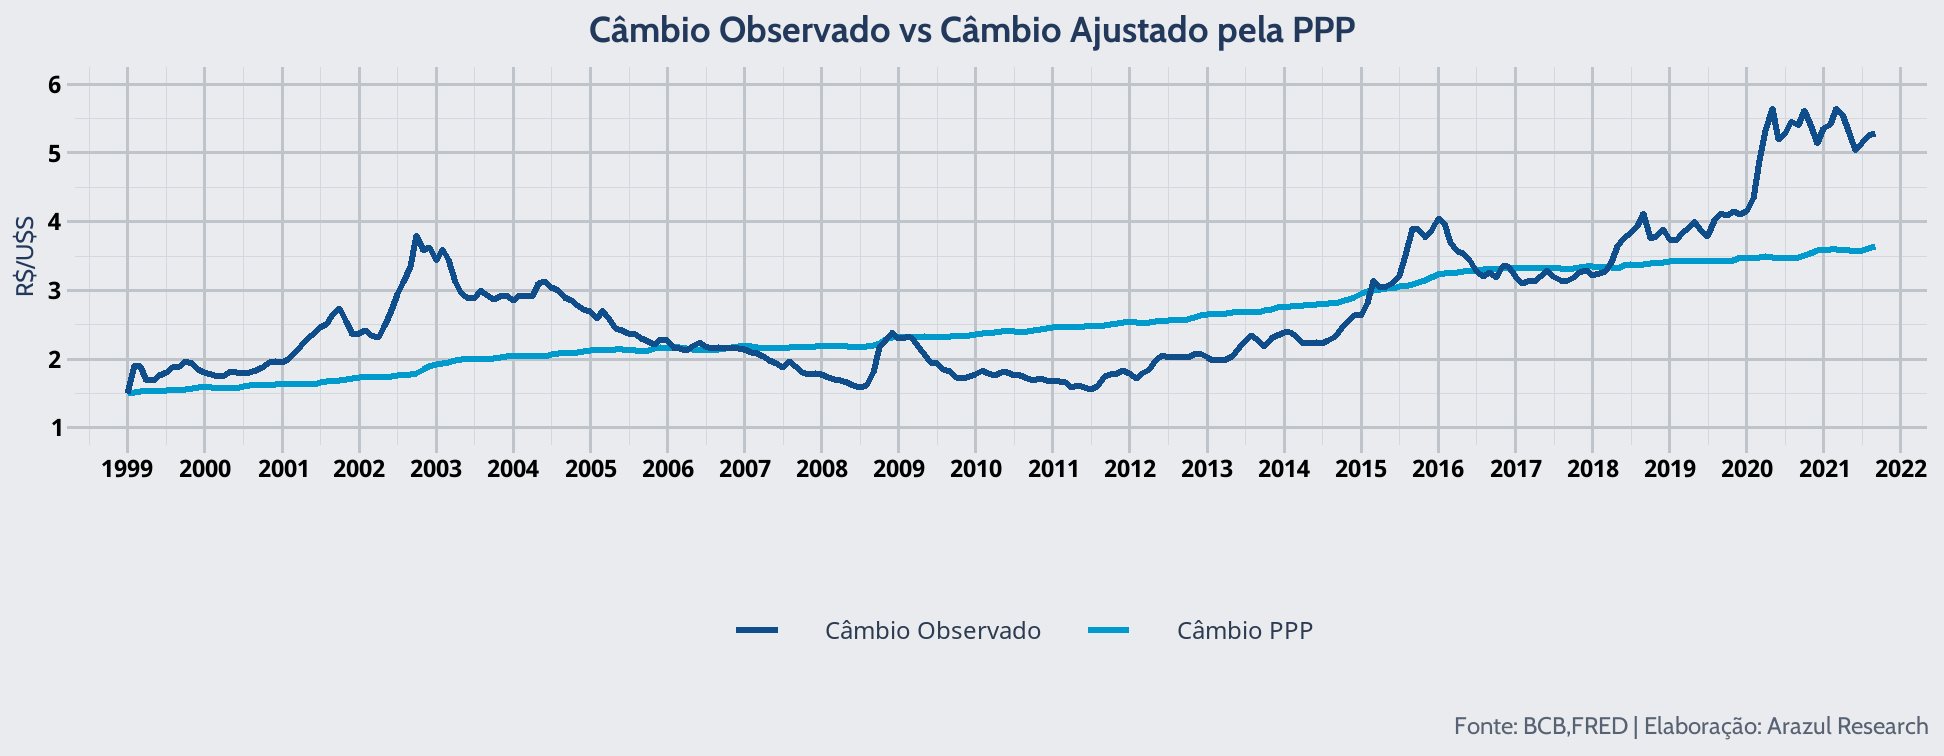 Câmbio Observado vs Câmbio Ajustado pela PPP
R$/U$S
6
5
4
3
2
1
1999 2000 2001 2002 2003 2004 2005 2006 2007 2008 2009 2010 2011 2012 2013 2014 2015 2016 2017 2018 2019 2020 2021 2022
Câmbio Observado Câmbio PPP
Fonte: BCB,FRED | Elaboração: Arazul Research